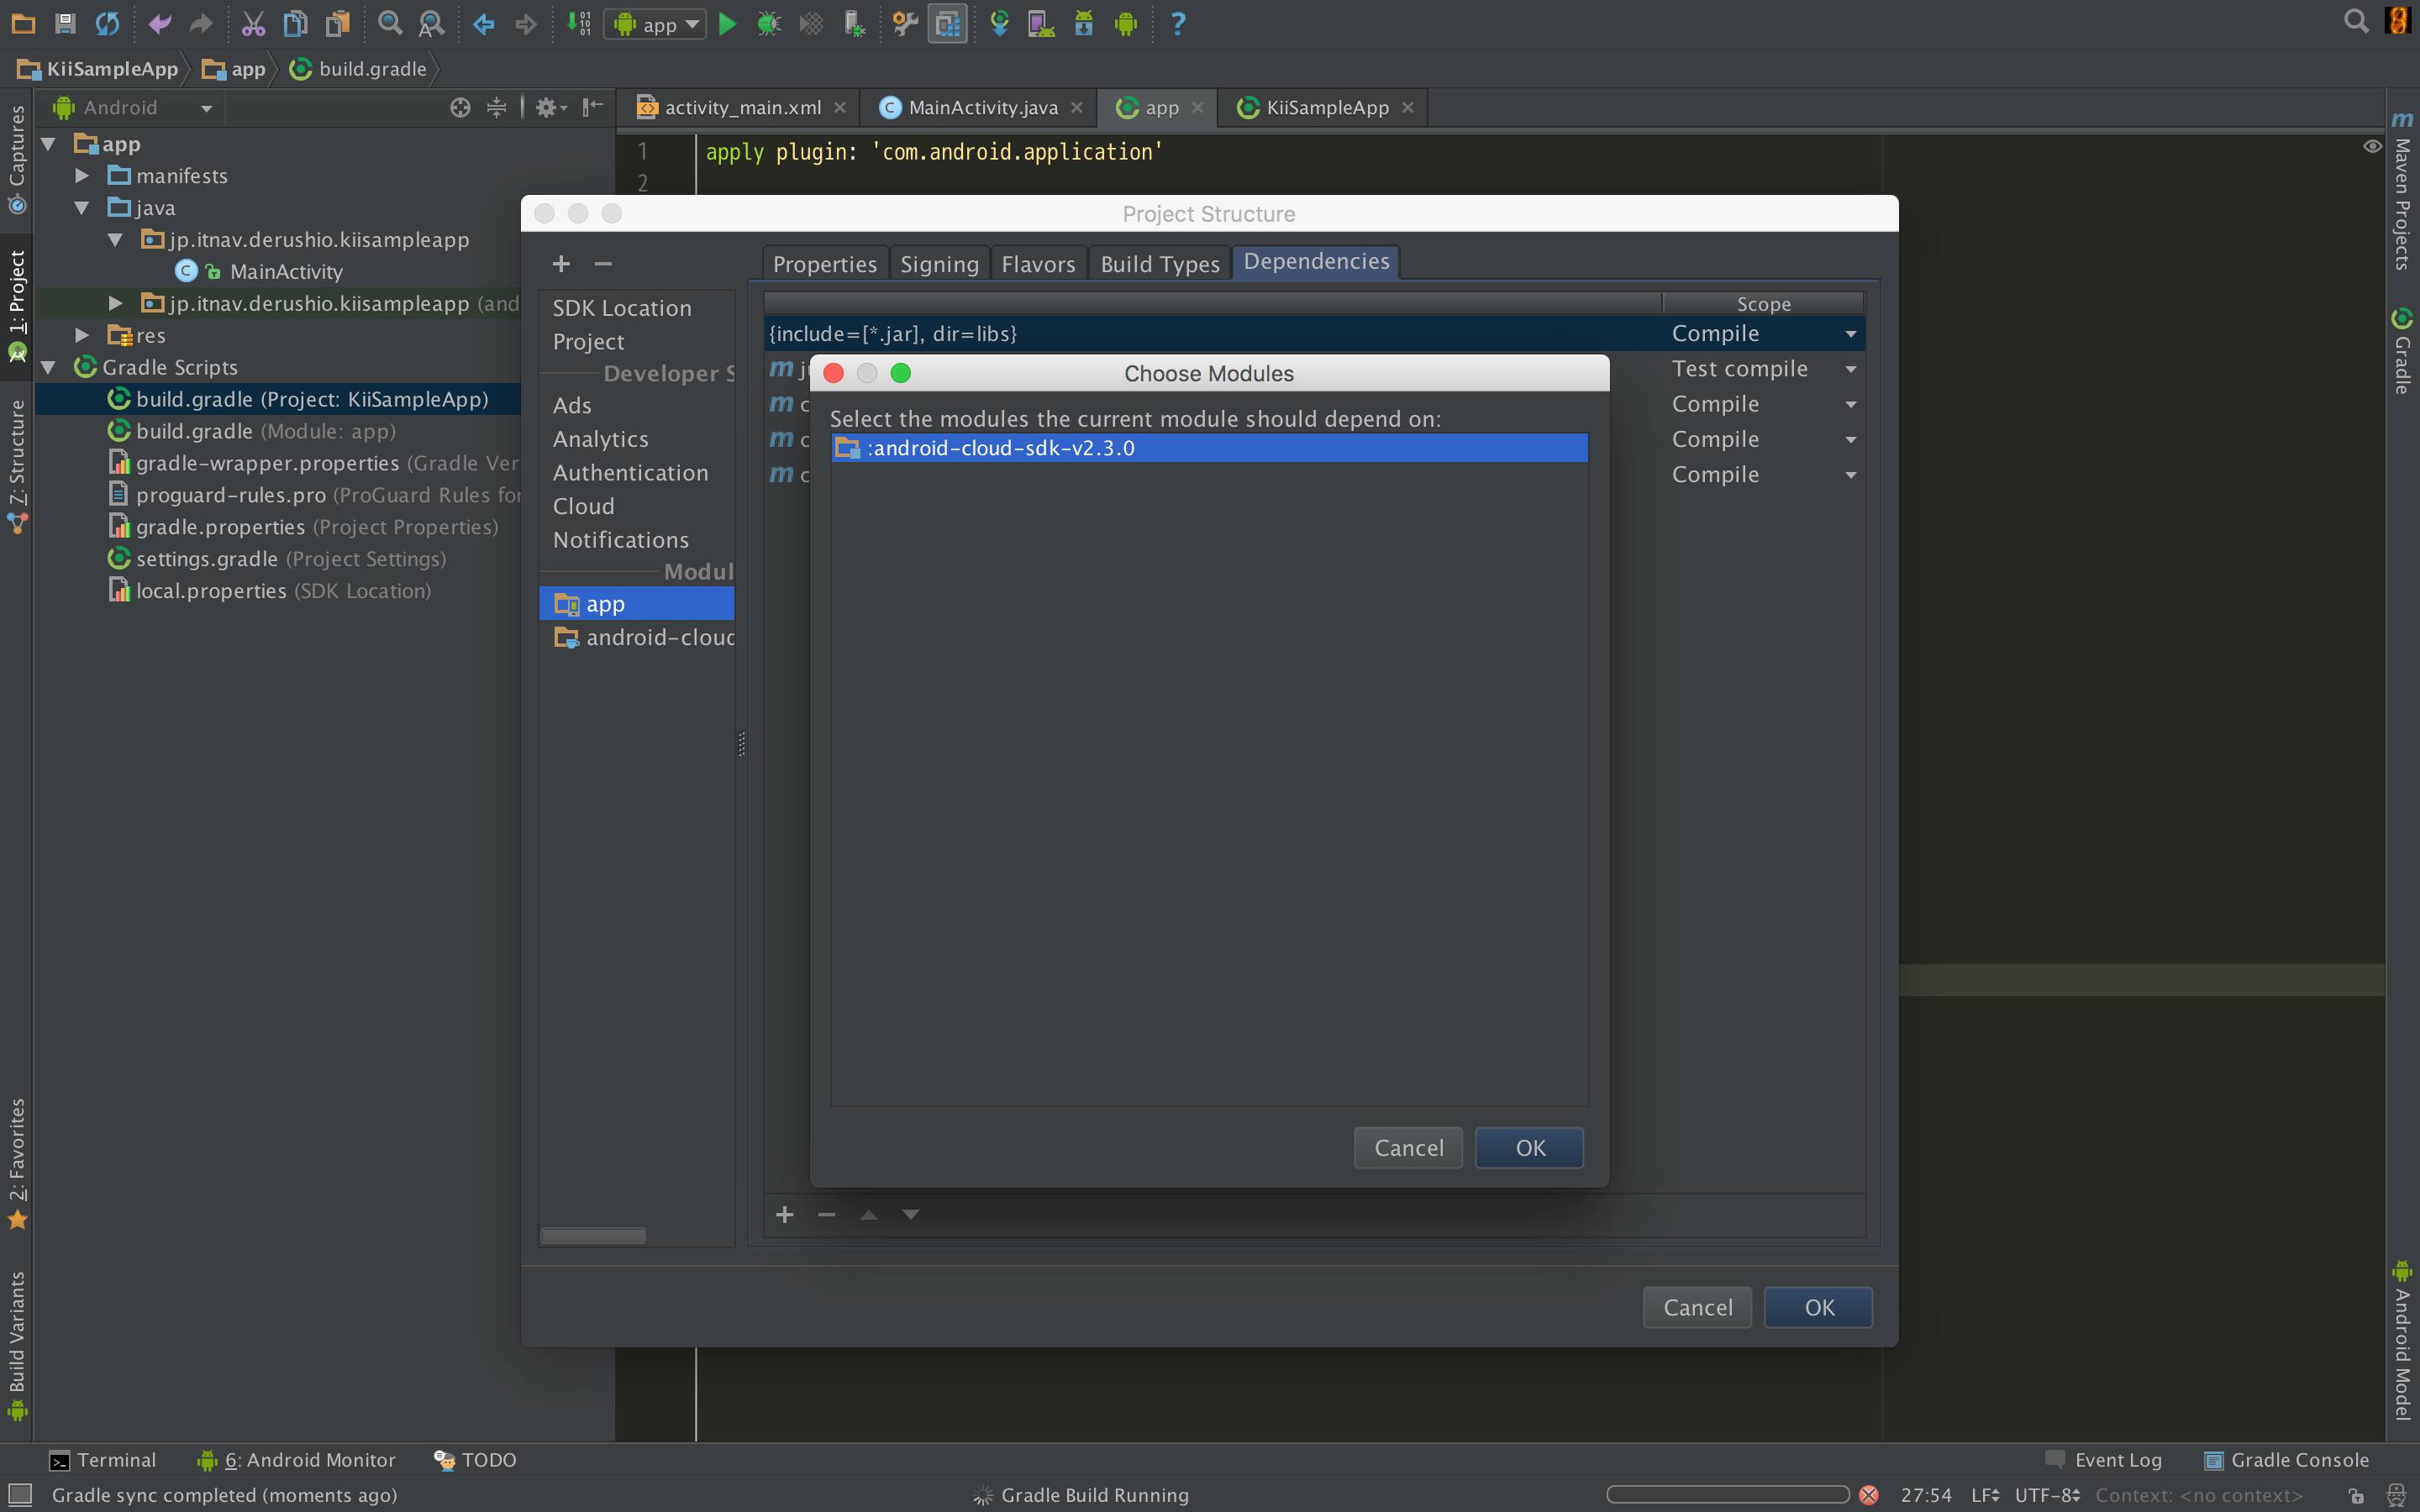 app
KiiSampleApp
app
build.gradle
Android
activity_main.xml
MainActivity.java
app
KiiSampleApp
Captures
1: Project
7: Structure
2: Favorites
Build Variants
Maven Projects
Gradle
Android Model
app
manifests
java
jp.itnav.derushio.kiisampleapp
MainActivity
jp.itnav.derushio.kiisampleapp (and
res
Gradle Scripts
build.gradle (Project: KiiSampleApp)
build.gradle (Module: app)
gradle-wrapper.properties (Gradle Ver
proguard-rules.pro (ProGuard Rules for
gradle.properties (Project Properties)
settings.gradle (Project Settings)
local.properties (SDK Location)
1 apply plugin: 'com.android.application'
2
Project Structure
SDK Location
Project
Developer S
Ads
Analytics
Authentication
Cloud
Notifications
Modul
app
android-cloud
Properties
Signing
Flavors
Build Types
Dependencies
Scope
{include=[*.jar], dir=libs} Compile
m j Test compile
m c Compile
m c Compile
m c Compile
Choose Modules
Select the modules the current module should depend on:
:android-cloud-sdk-v2.3.0
Cancel
OK
Cancel
OK
Terminal
6: Android Monitor
TODO
Event Log
Gradle Console
Gradle sync completed (moments ago)
Gradle Build Running
27:54
LF
UTF-8
Context: <no context>